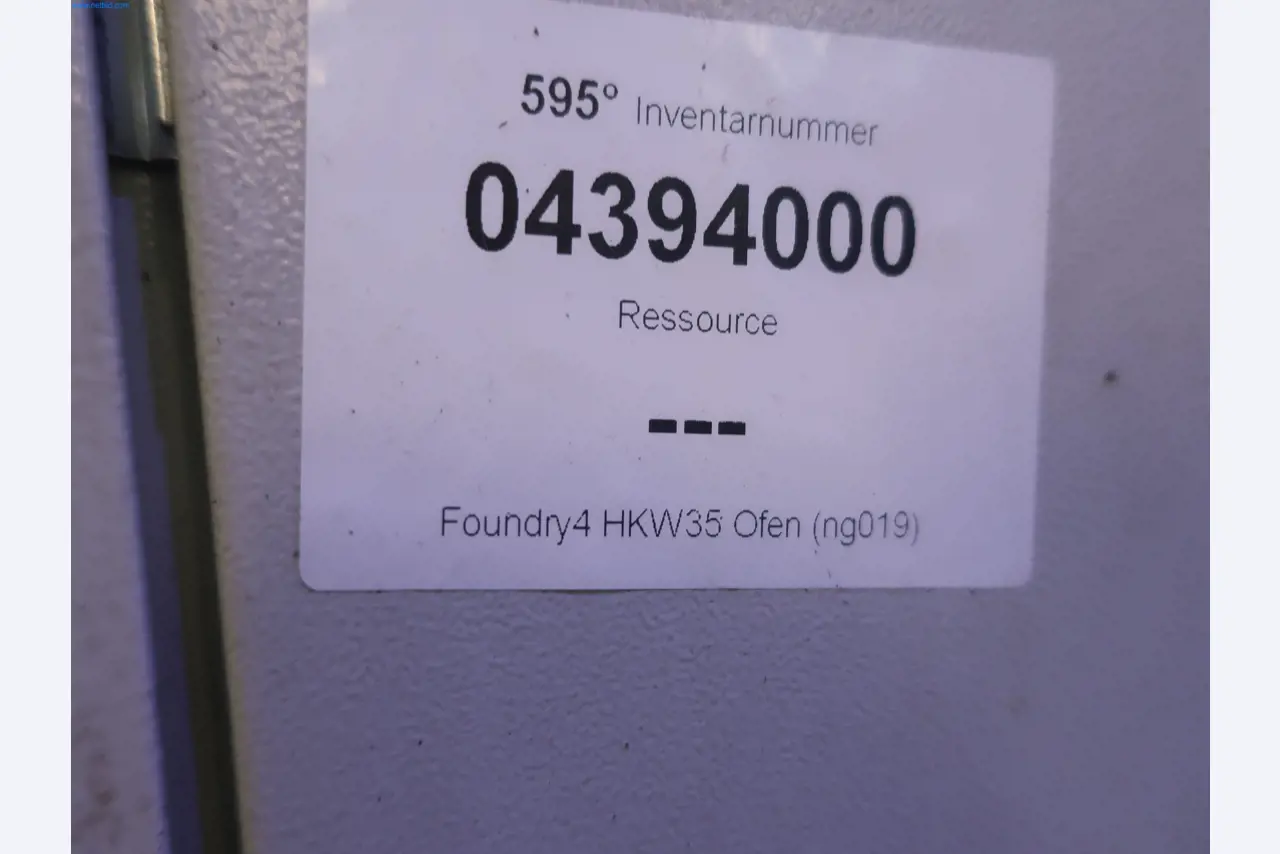 595° Inventarnummer
04394000
Ressource
---
Foundry4 HKW35 Ofen (ng019)